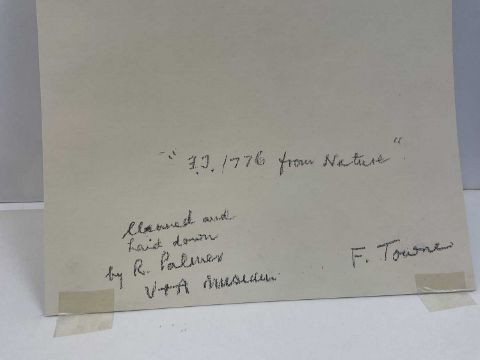 " F.T. 1776 from Nature "
Cleaned and
Laid down
by R. Palmer
V+A Museum
F. Towne